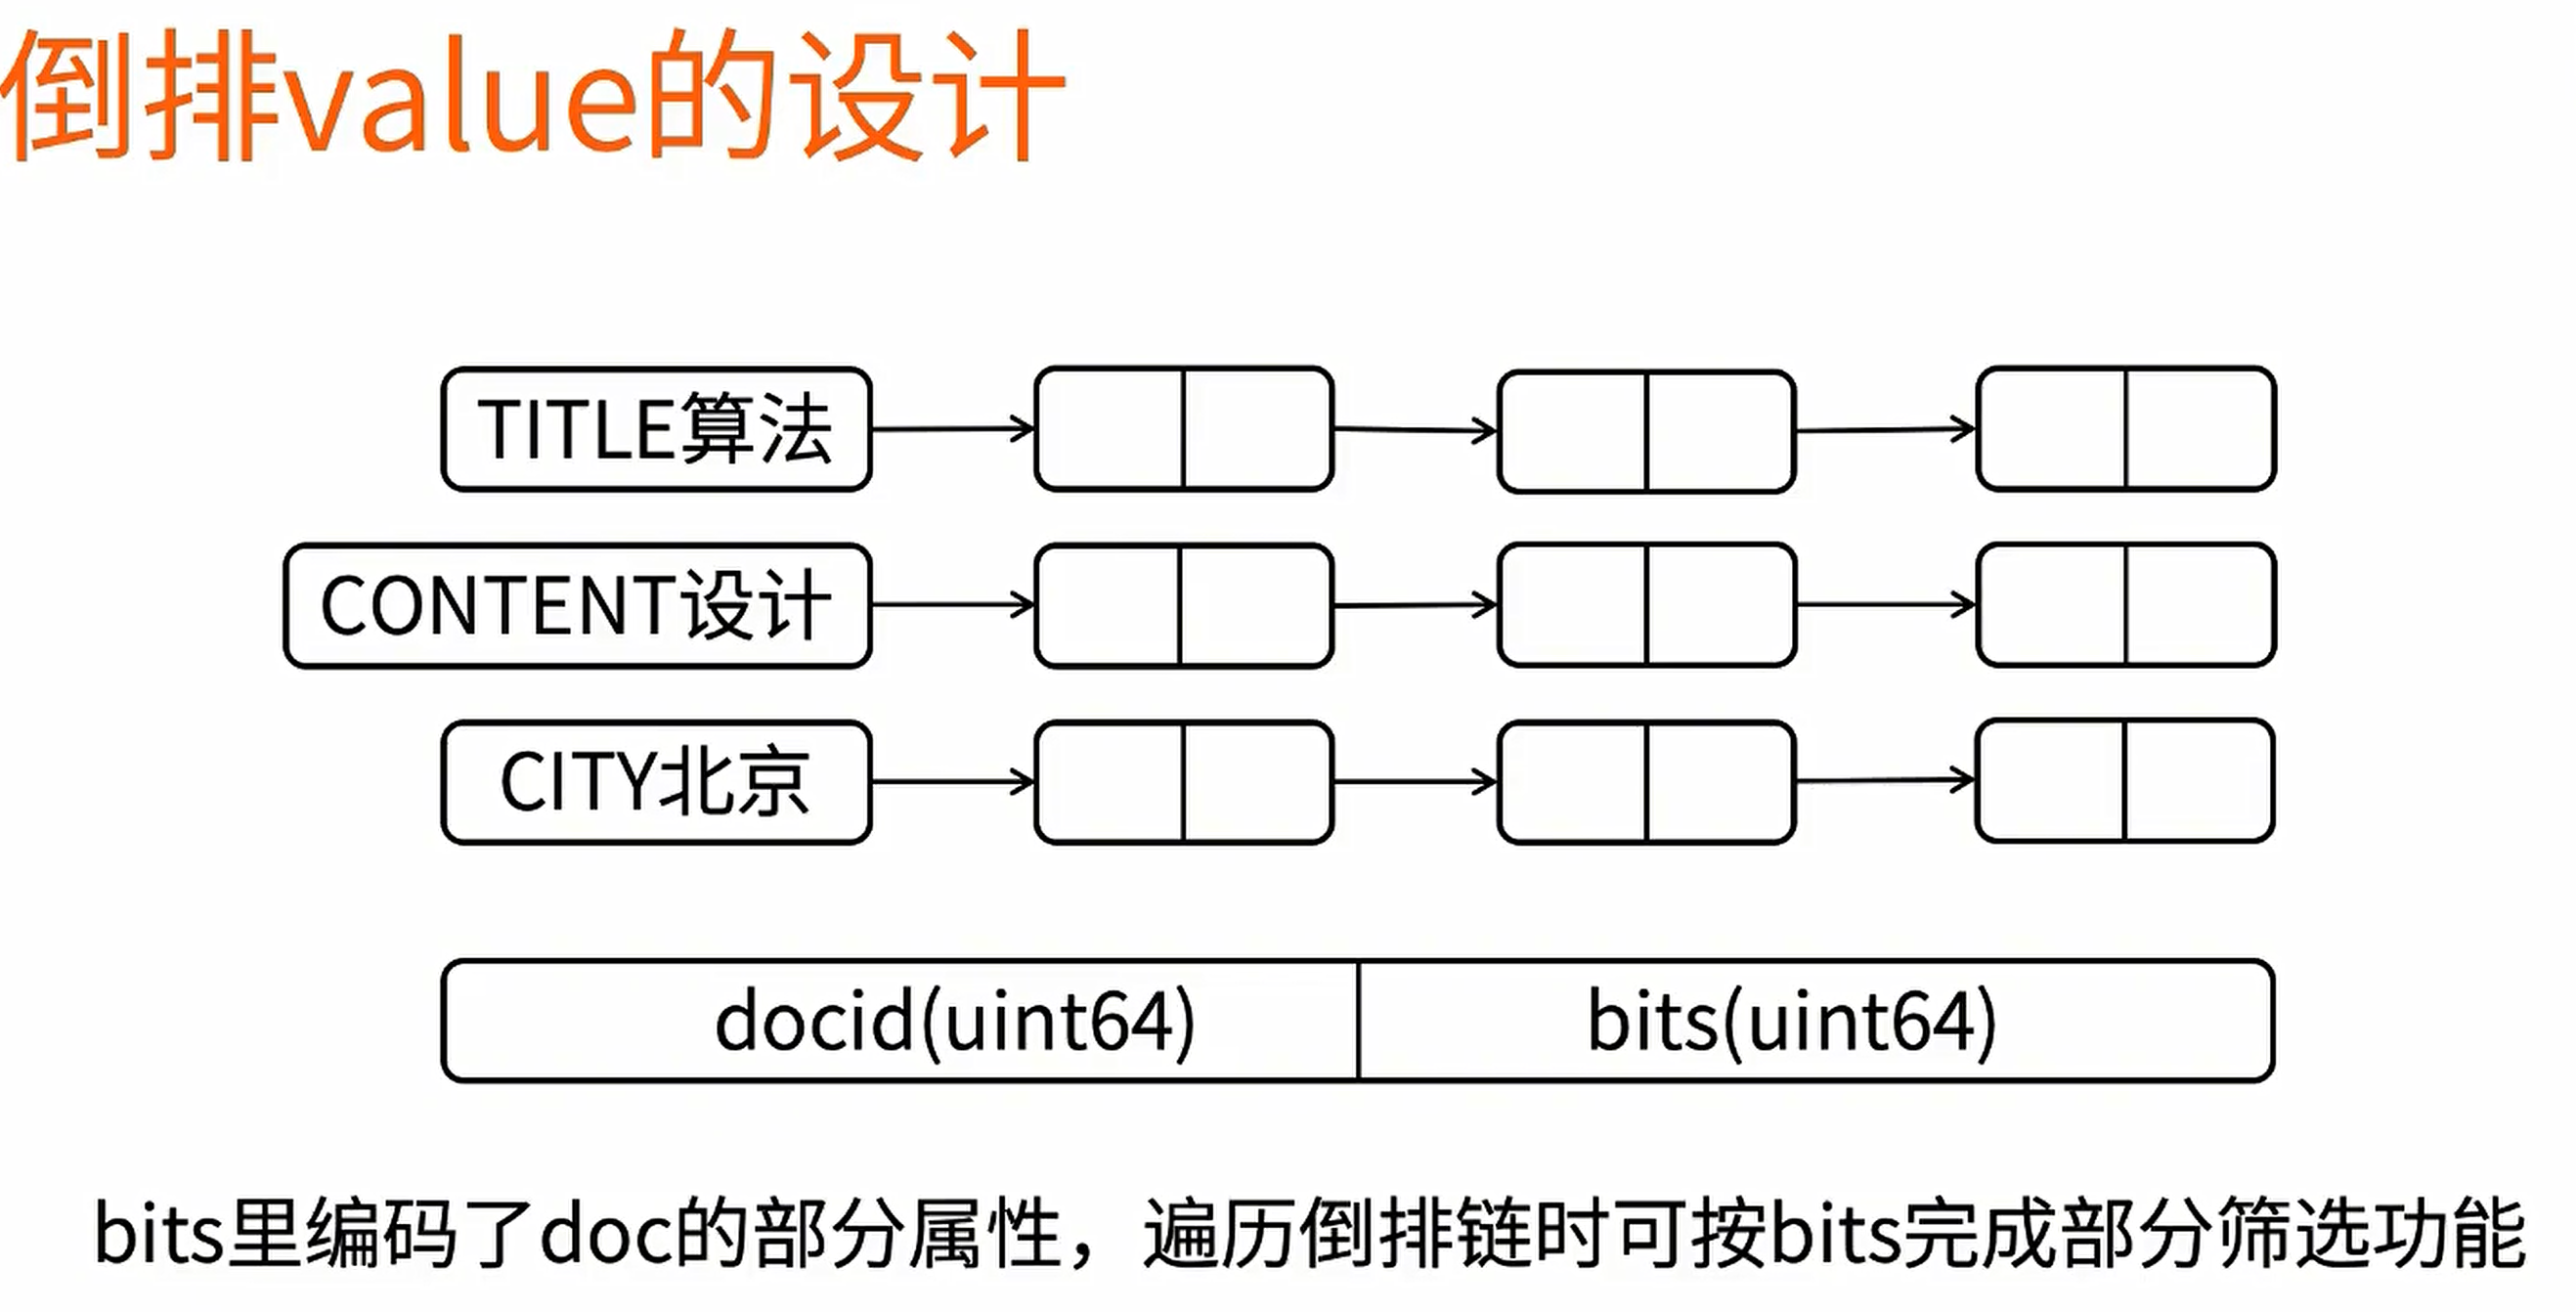 倒排value的设计
TITLE算法
CONTENT设计
CITY北京
docid(uint64)
bits(uint64)
bits里编码了doc的部分属性，遍历倒排链时可按bits完成部分筛选功能